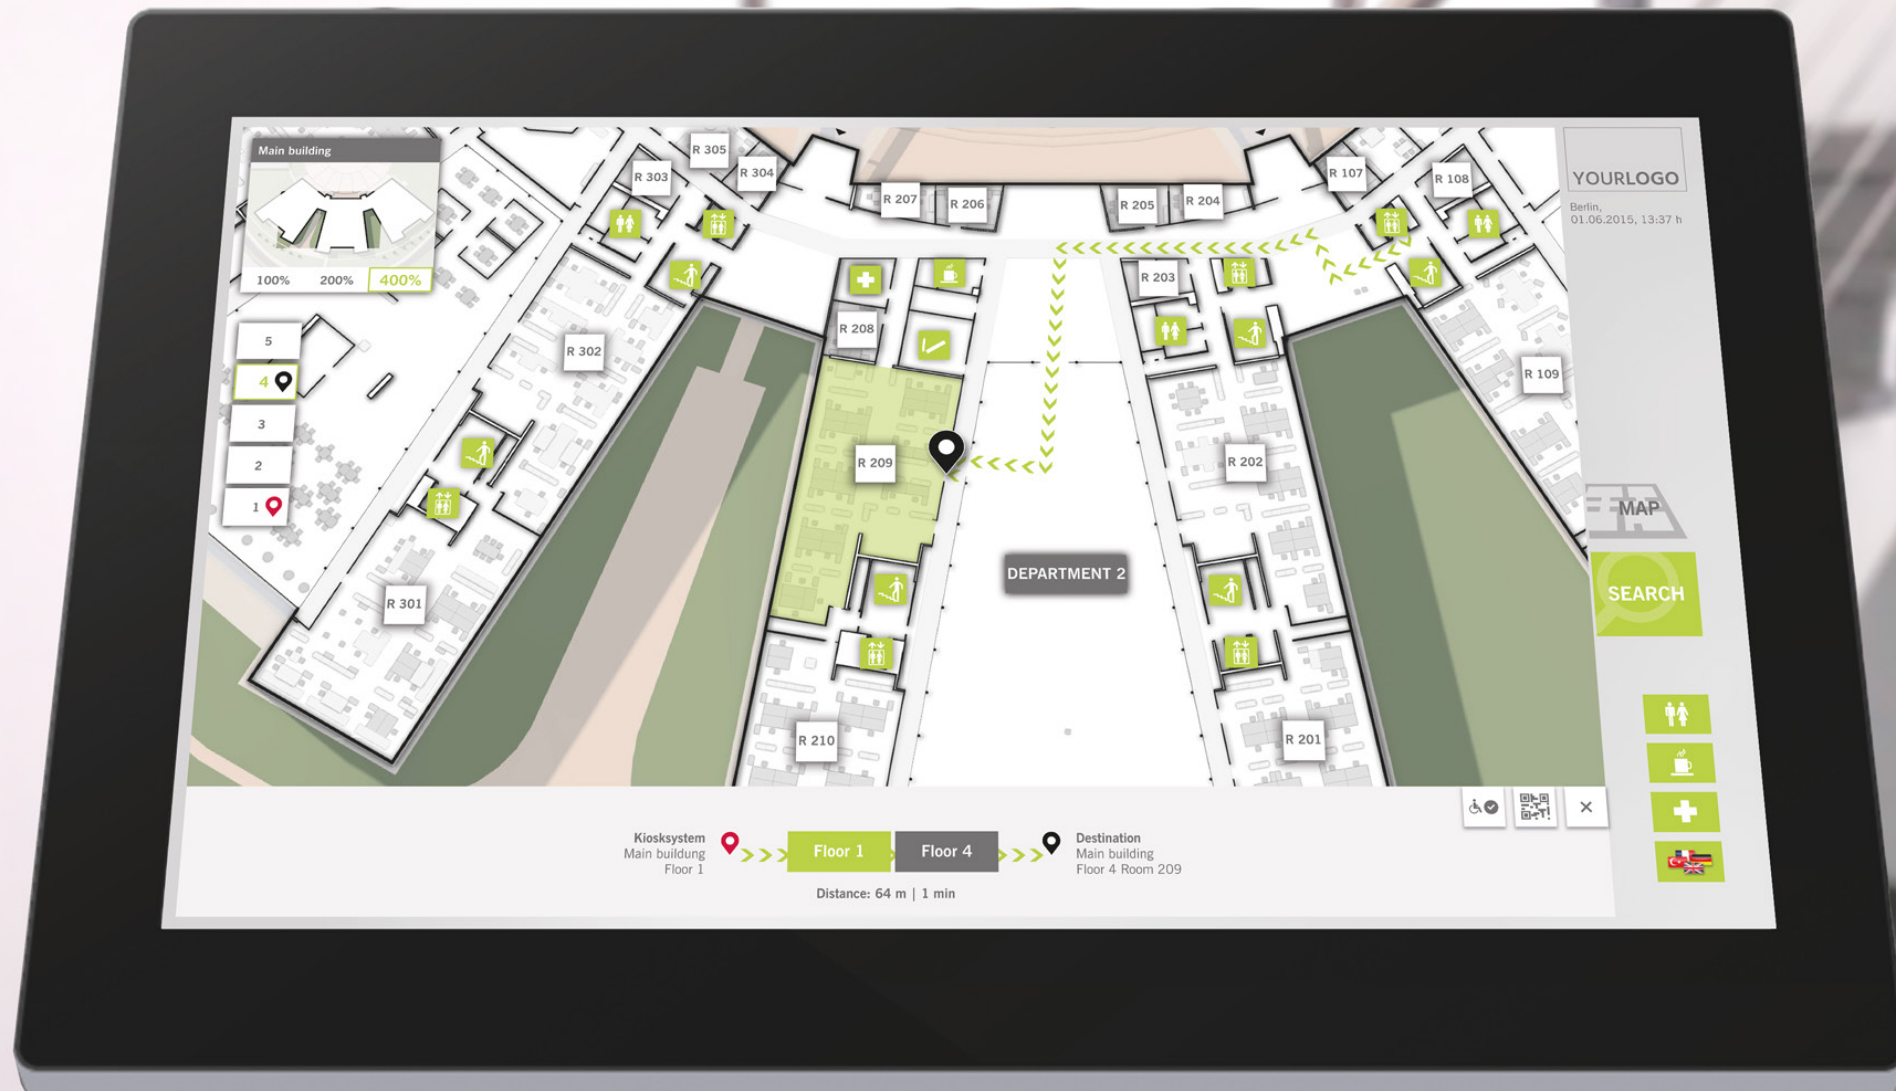 Main building
100% 200% 400%
5
4
3
2
1
R 305
R 303
R 304
R 207
R 206
R 205
R 204
R 107
R 108
R 203
R 208
R 302
R 109
R 209
R 202
DEPARTMENT 2
R 301
R 210
R 201
YOURLOGO
Berlin,
01.06.2015, 13:37 h
MAP
SEARCH
Kiosksystem
Main buildung
Floor 1
Floor 1
Floor 4
Destination
Main building
Floor 4 Room 209
Distance: 64 m | 1 min